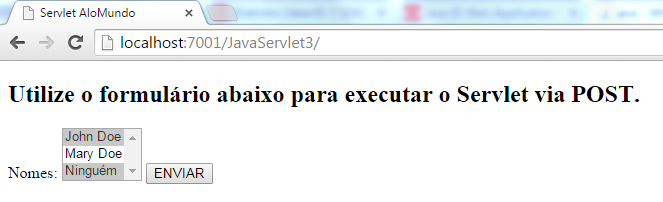 Servlet AloMundo
localhost:7001/JavaServlet3/
Utilize o formulário abaixo para executar o Servlet via POST.
John Doe
Mary Doe
Nomes: Ninguém ENVIAR